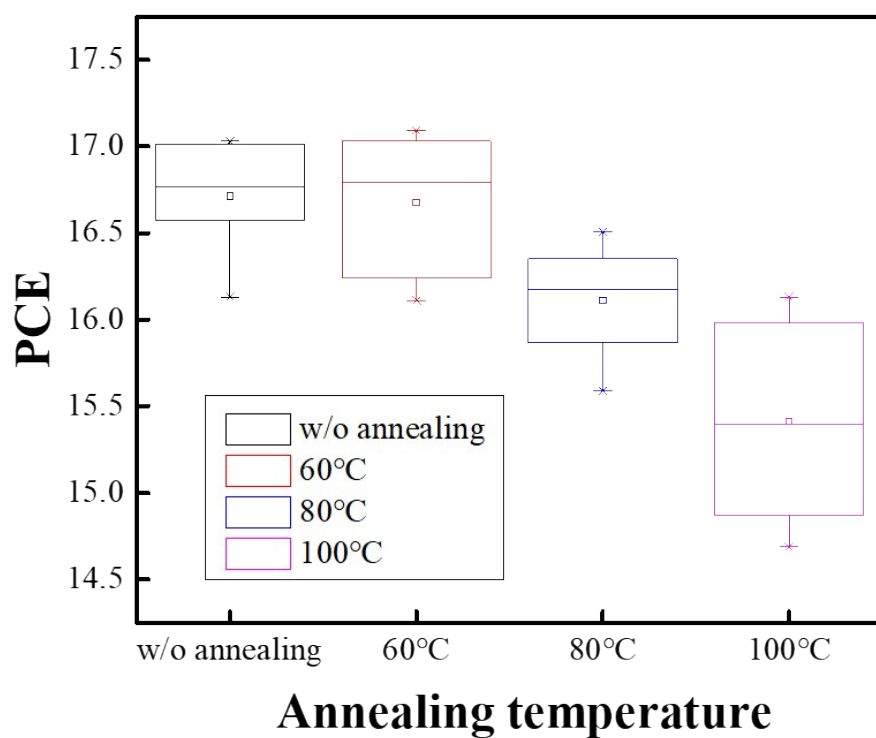 17.5
17.0
16.5
16.0
15.5
15.0
14.5
PCE
w/o annealing
60°C
80°C
100°C
w/o annealing 60°C 80°C 100°C
Annealing temperature